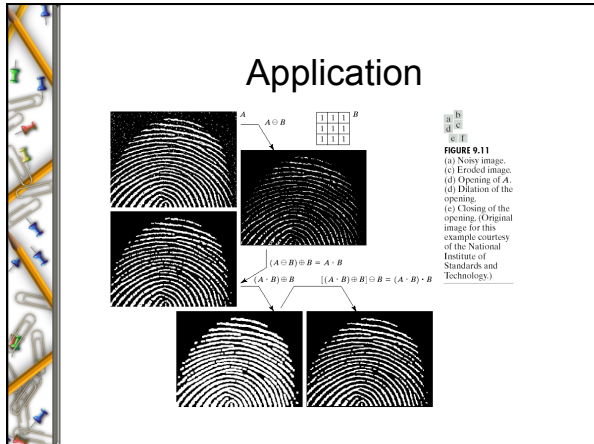 Application
A
A ⊖ B
1 1 1
1 1 1
1 1 1
B
a b
d c
e f
FIGURE 9.11
(a) Noisy image.
(c) Eroded image.
(d) Opening of A.
(d) Dilation of the
opening.
(e) Closing of the
opening. (Original
image for this
example courtesy
of the National
Institute of
Standards and
Technology.)
(A ⊖ B) ⊕ B = A ∘ B
(A ∘ B) ⊕ B
[(A ∘ B) ⊕ B] ⊖ B = (A ∘ B) • B